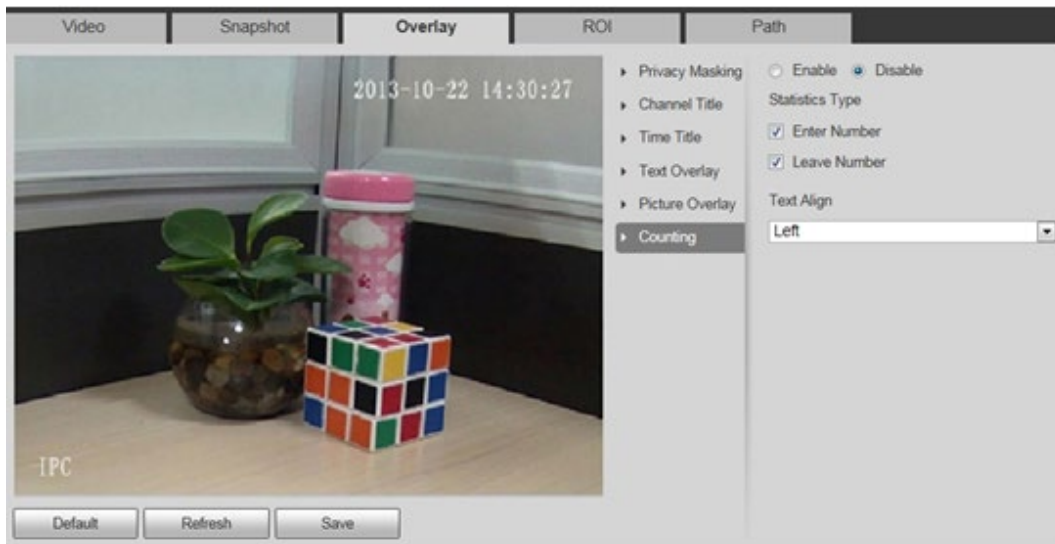 Video Snapshot Overlay ROI Path
2013-10-22 14:30:27
IPC
Privacy Masking
Channel Title
Time Title
Text Overlay
Picture Overlay
Counting
Enable Disable
Statistics Type
Enter Number
Leave Number
Text Align
Left
Default Refresh Save